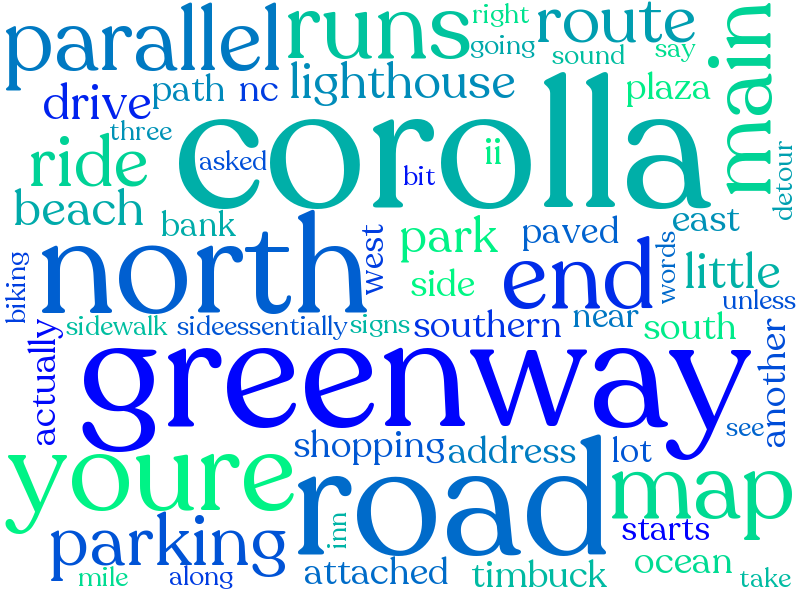 parallel runs route right going sound say main
drive path nc lighthouse plaza
three corolla asked bit ii detour
ride
beach bank north west park paved east words
biking side end little unless
sidewalk sideessentially signs southern near south
actually greenway another see
youre shopping address lot
parking inn road map starts
mile along attached timbuck ocean take